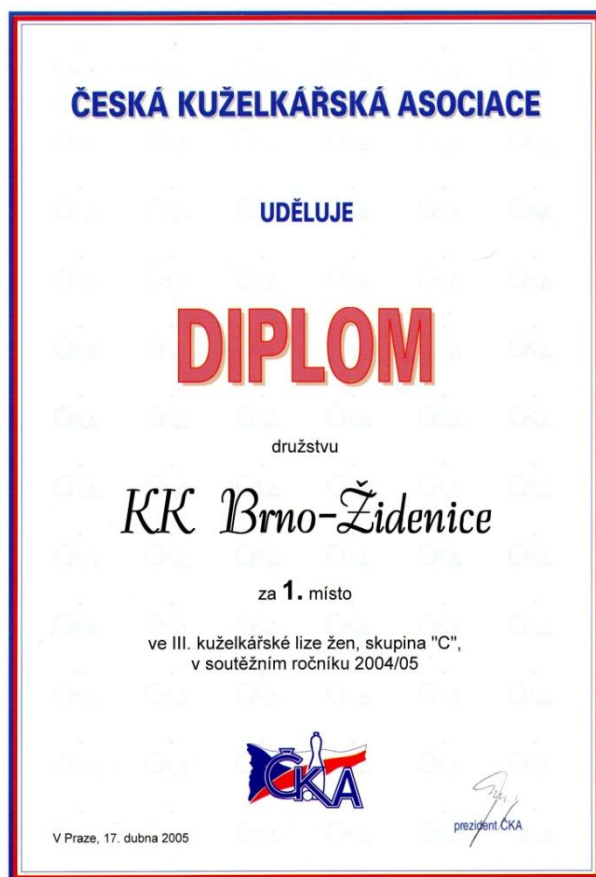 ČESKÁ KUŽELKÁŘSKÁ ASOCIACE
UDĚLUJE
DIPLOM
družstvu
KK Brno-Židenice
za 1. místo
ve III. kuželkářské lize žen, skupina "C",
v soutěžním ročníku 2004/05
ČKA
V Praze, 17. dubna 2005
prezident ČKA